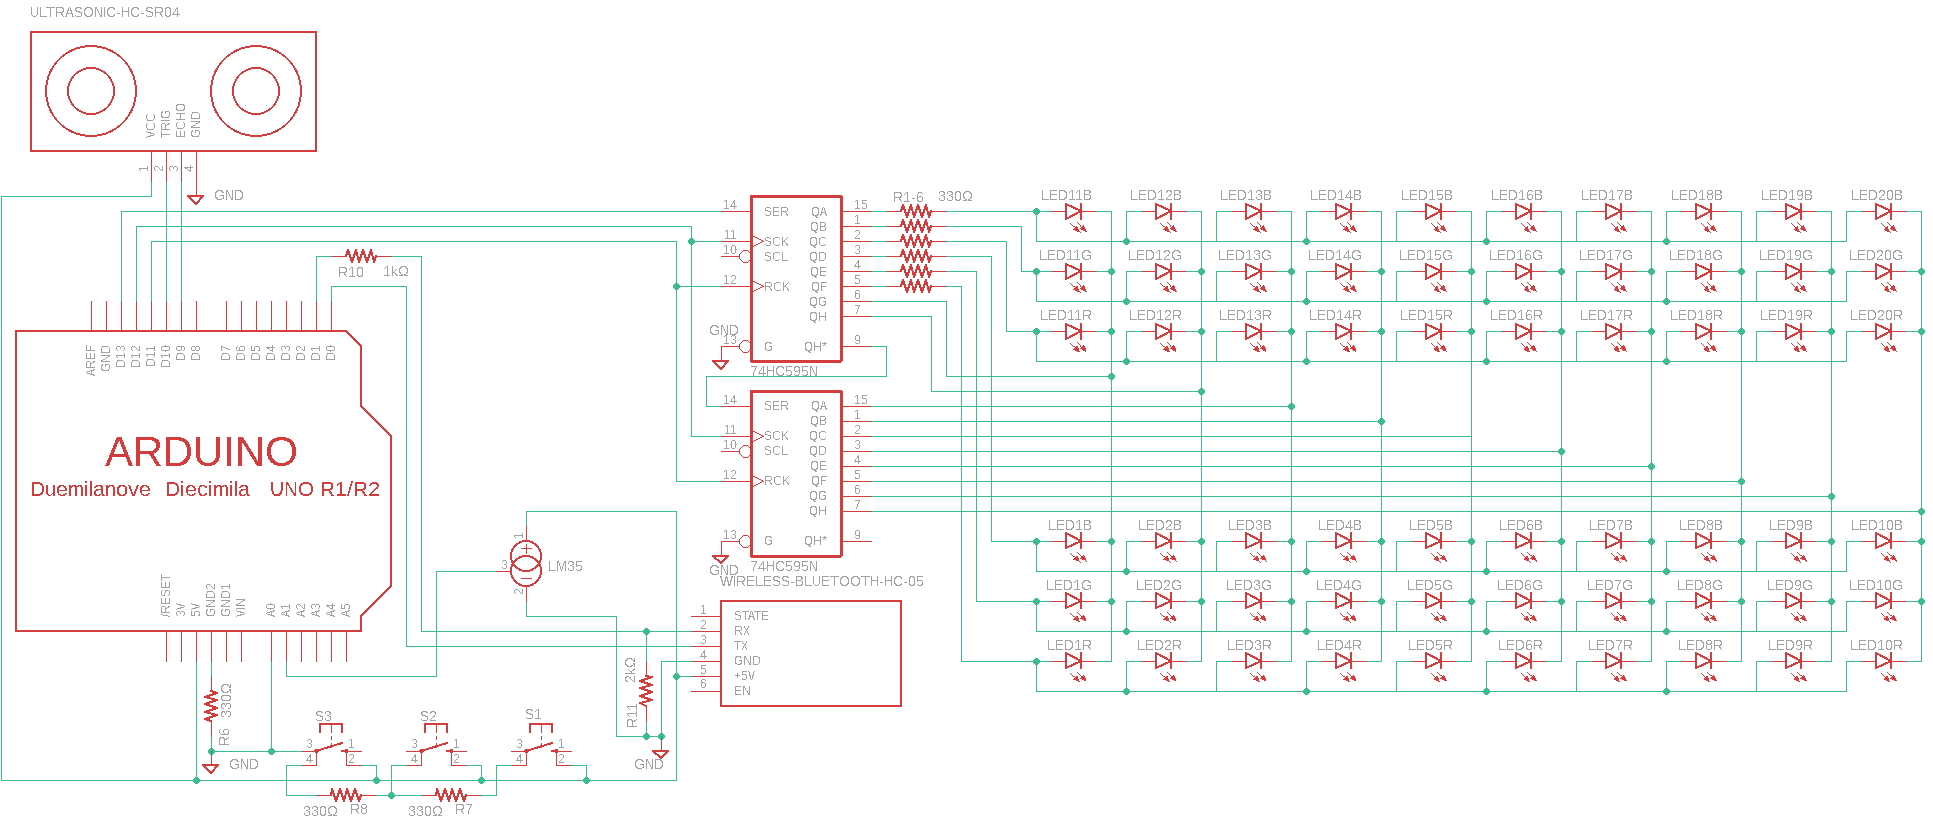 ULTRASONIC-HC-SR04
VCC
TRIG
ECHO
GND
1
2
3
4
GND
R10
1kΩ
AREF
GND
D13
D12
D11
D10
D9
D8
D7
D6
D5
D4
D3
D2
D1
D0
ARDUINO
Duemilanove Diecimila UNO R1/R2
/RESET
3V
5V
GND2
GND1
VIN
A0
A1
A2
A3
A4
A5
330Ω
R6
GND
S3
3 1
4 2
S2
3 1
4 2
S1
3 1
4 2
330Ω R8
330Ω R7
1
3
2
LM35
14 SER QA 15
QB 1
11 SCK QC 2
10 SCL QD 3
QE 4
12 RCK QF 5
QG 6
QH 7
GND
13 G QH* 9
74HC595N
R1-6 330Ω
14 SER QA 15
QB 1
11 SCK QC 2
10 SCL QD 3
QE 4
12 RCK QF 5
QG 6
QH 7
13 G QH* 9
GND
74HC595N
WIRELESS-BLUETOOTH-HC-05
1 STATE
2 RX
3 TX
4 GND
5 +5V
6 EN
2kΩ
R11
GND
LED11B LED12B LED13B LED14B LED15B LED16B LED17B LED18B LED19B LED20B
LED11G LED12G LED13G LED14G LED15G LED16G LED17G LED18G LED19G LED20G
LED11R LED12R LED13R LED14R LED15R LED16R LED17R LED18R LED19R LED20R
LED1B LED2B LED3B LED4B LED5B LED6B LED7B LED8B LED9B LED10B
LED1G LED2G LED3G LED4G LED5G LED6G LED7G LED8G LED9G LED10G
LED1R LED2R LED3R LED4R LED5R LED6R LED7R LED8R LED9R LED10R